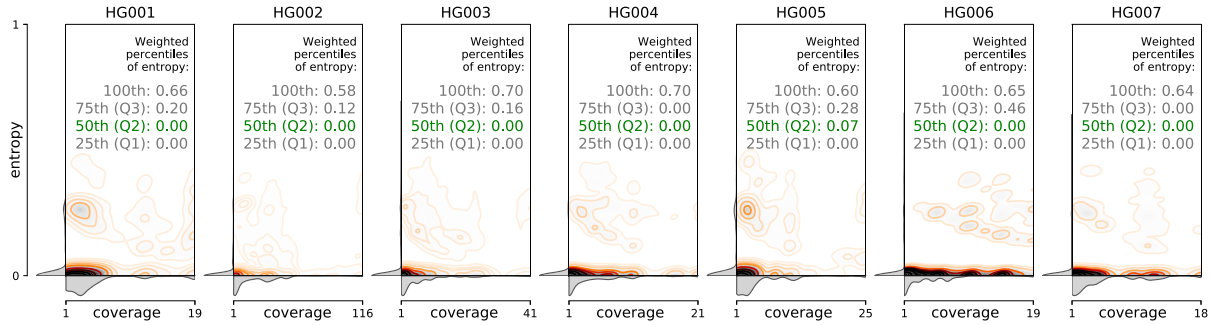 HG001 HG002 HG003 HG004 HG005 HG006 HG007
1
Weighted Weighted Weighted Weighted Weighted Weighted Weighted
percentiles percentiles percentiles percentiles percentiles percentiles percentiles
of entropy: of entropy: of entropy: of entropy: of entropy: of entropy: of entropy:
100th: 0.66 100th: 0.58 100th: 0.70 100th: 0.70 100th: 0.60 100th: 0.65 100th: 0.64
75th (Q3): 0.20 75th (Q3): 0.12 75th (Q3): 0.16 75th (Q3): 0.00 75th (Q3): 0.28 75th (Q3): 0.46 75th (Q3): 0.00
50th (Q2): 0.00 50th (Q2): 0.00 50th (Q2): 0.00 50th (Q2): 0.00 50th (Q2): 0.07 50th (Q2): 0.00 50th (Q2): 0.00
25th (Q1): 0.00 25th (Q1): 0.00 25th (Q1): 0.00 25th (Q1): 0.00 25th (Q1): 0.00 25th (Q1): 0.00 25th (Q1): 0.00
entropy
0
1 coverage 19 1 coverage 116 1 coverage 41 1 coverage 21 1 coverage 25 1 coverage 19 1 coverage 18